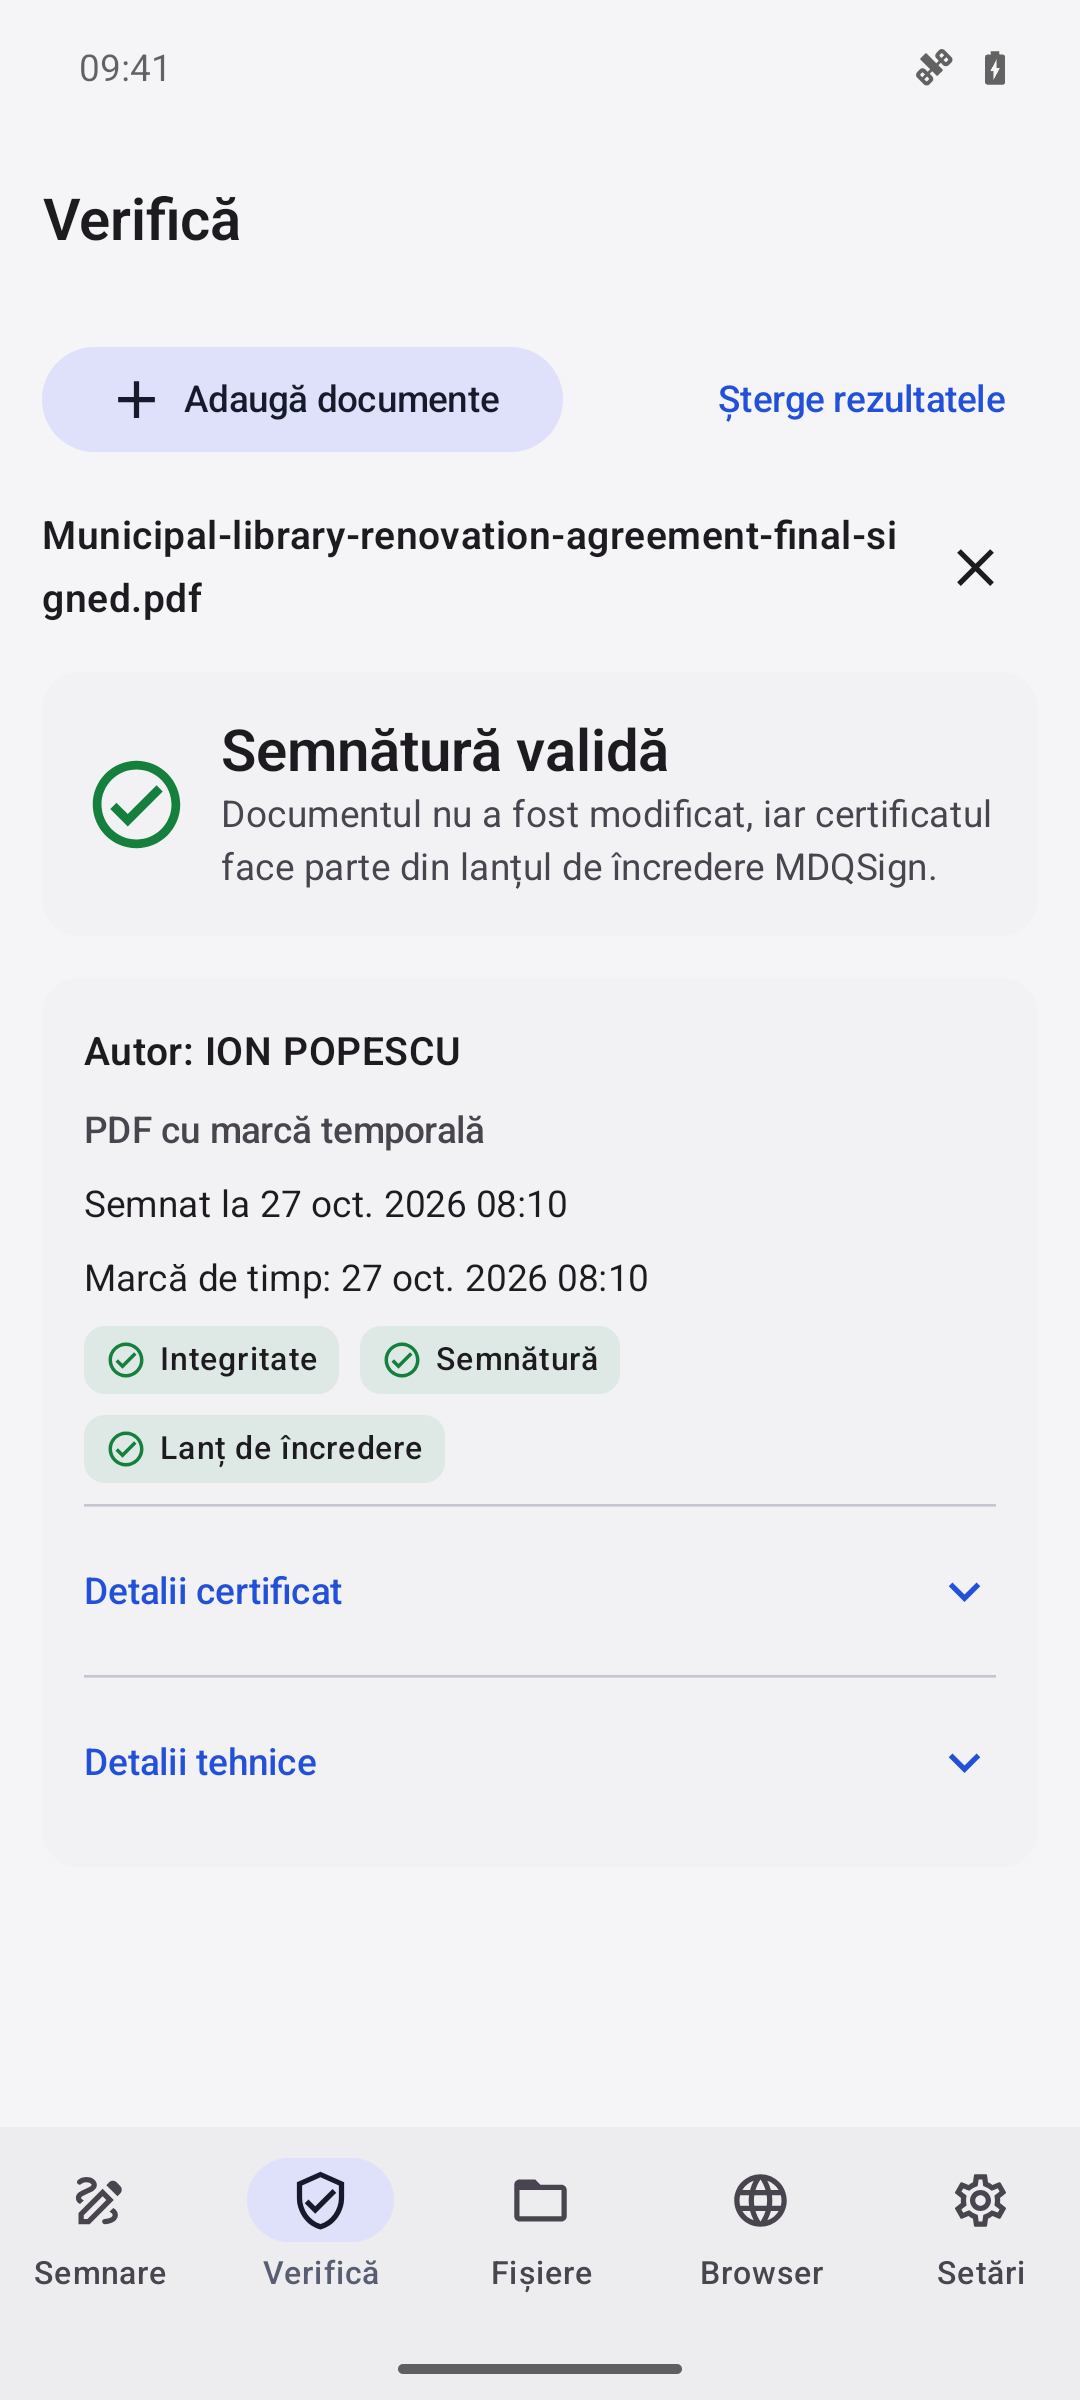 09:41
Verifică
Adaugă documente
Șterge rezultatele
Municipal-library-renovation-agreement-final-si
gned.pdf
Semnătură validă
Documentul nu a fost modificat, iar certificatul
face parte din lanțul de încredere MDQSign.
Autor: ION POPESCU
PDF cu marcă temporală
Semnat la 27 oct. 2026 08:10
Marcă de timp: 27 oct. 2026 08:10
Integritate
Semnătură
Lanț de încredere
Detalii certificat
Detalii tehnice
Semnare
Verifică
Fișiere
Browser
Setări